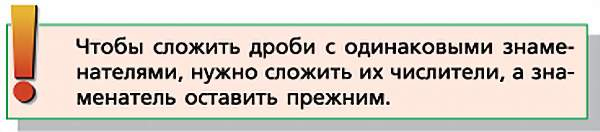 Чтобы сложить дроби с одинаковыми знаме-
нателями, нужно сложить их числители, а зна-
менатель оставить прежним.